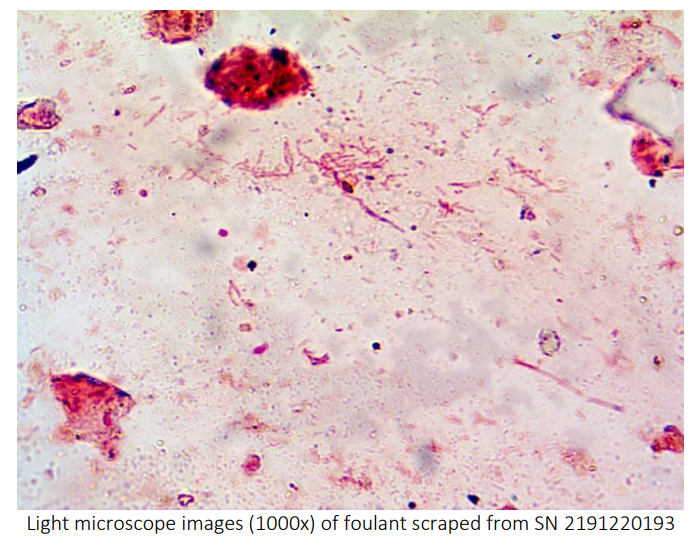 Light microscope images (1000x) of foulant scraped from SN 2191220193